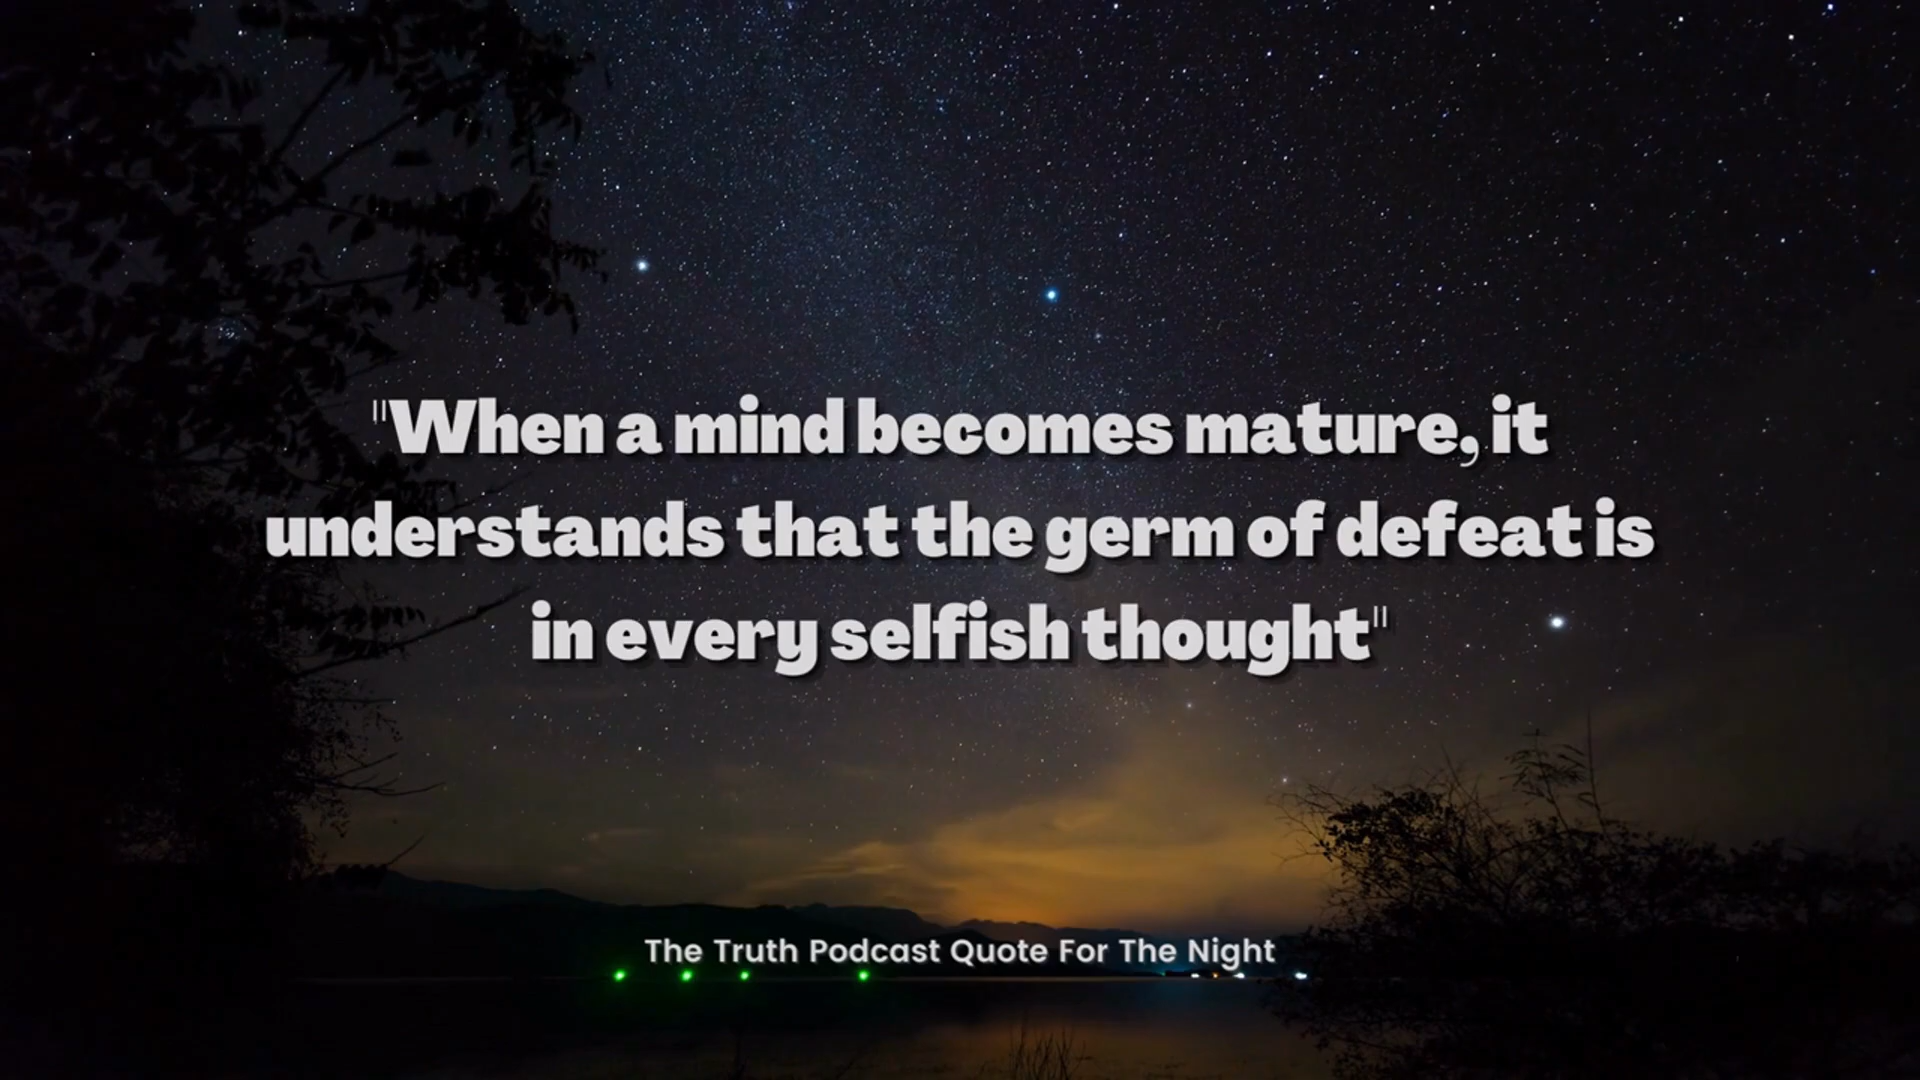 "When a mind becomes mature, it
understands that the germ of defeat is
in every selfish thought"
The Truth Podcast Quote For The Night